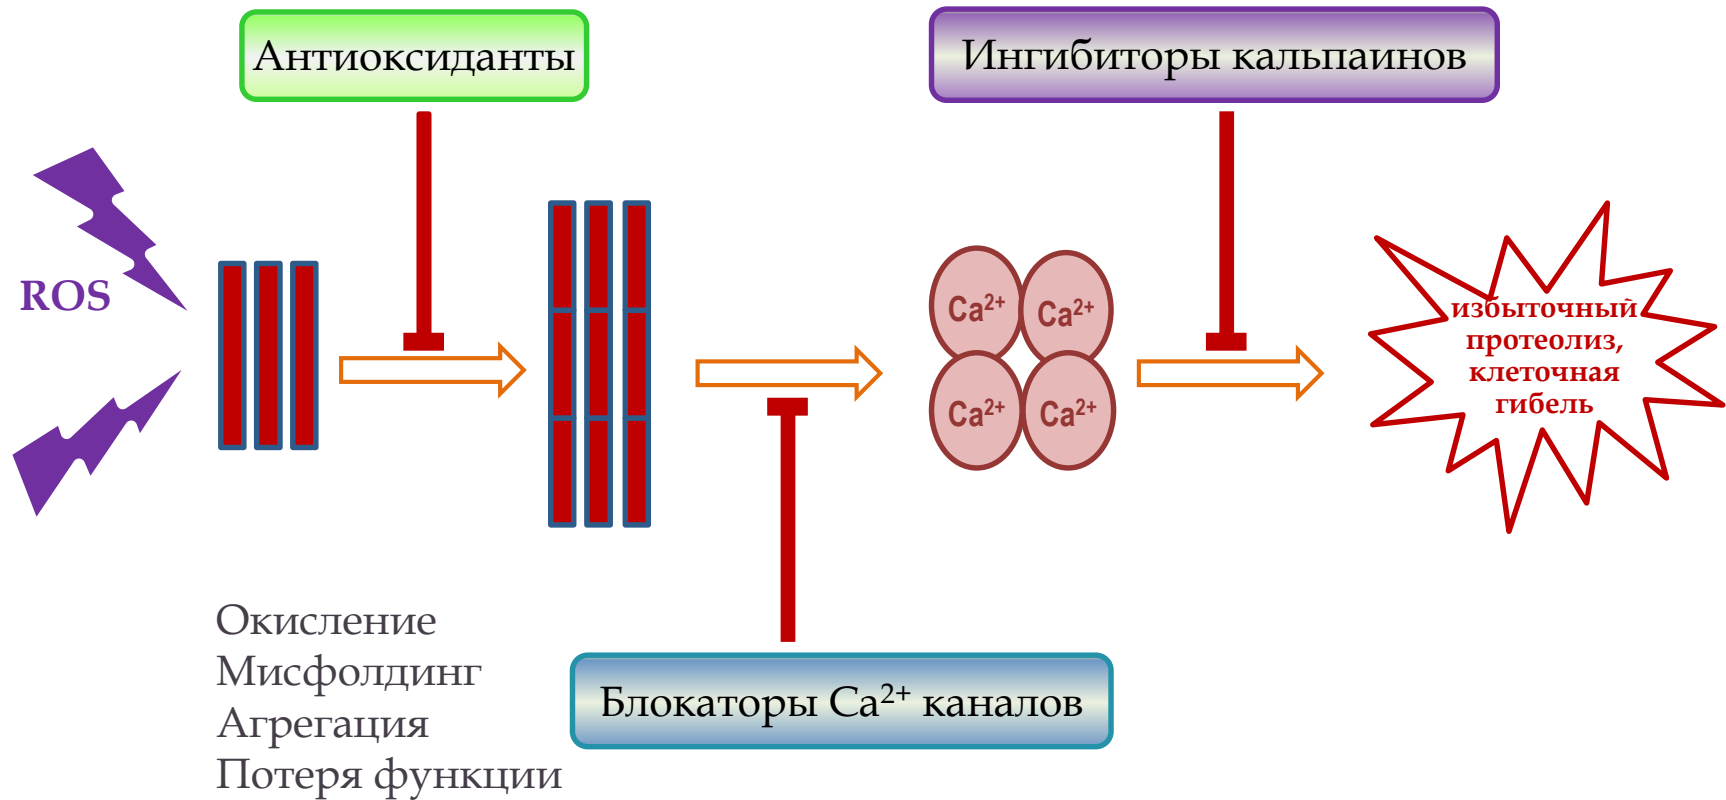 Антиоксиданты
Ингибиторы кальпаинов
ROS
Ca²⁺
Ca²⁺
Ca²⁺
Ca²⁺
избыточный
протеолиз,
клеточная
гибель
Окисление
Мисфолдинг
Агрегация
Потеря функции
Блокаторы Ca²⁺ каналов